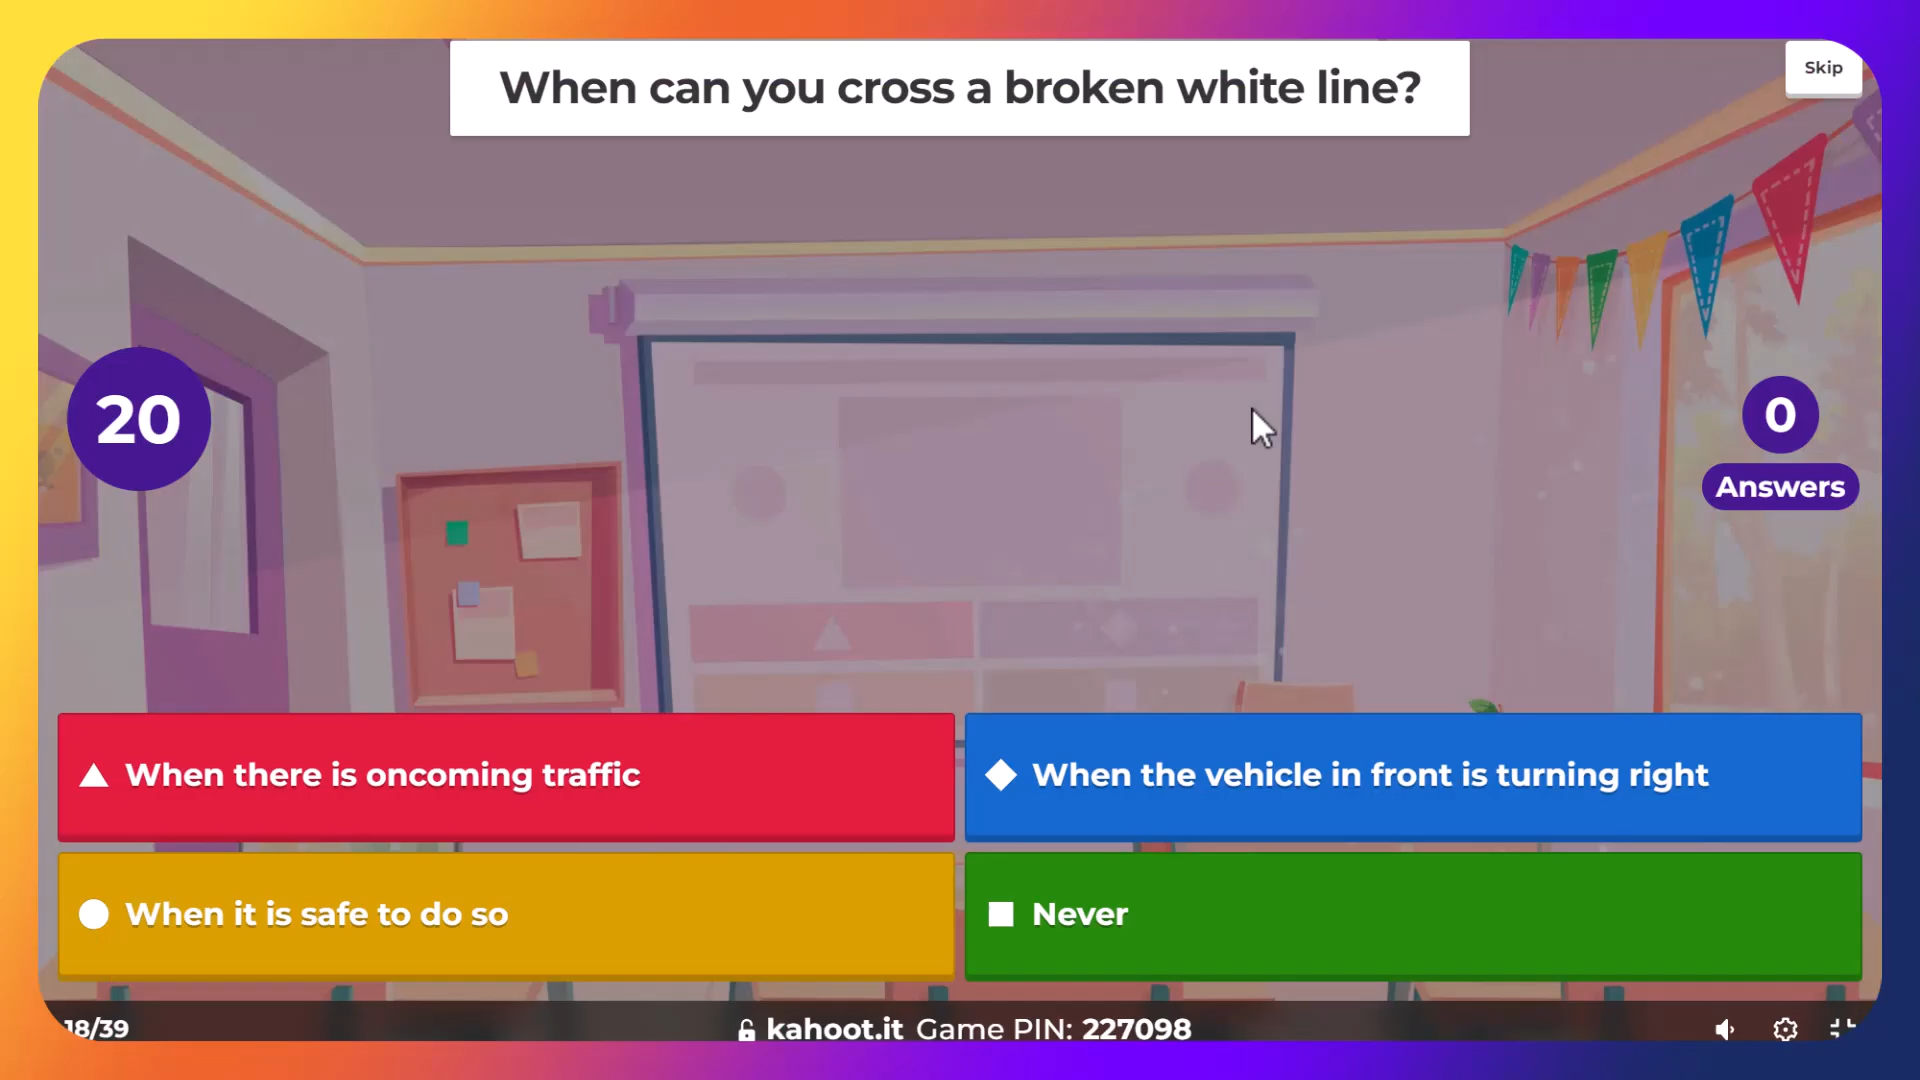 When can you cross a broken white line?
Skip
20
0
Answers
When there is oncoming traffic
When the vehicle in front is turning right
When it is safe to do so
Never
18/39
kahoot.it Game PIN: 227098